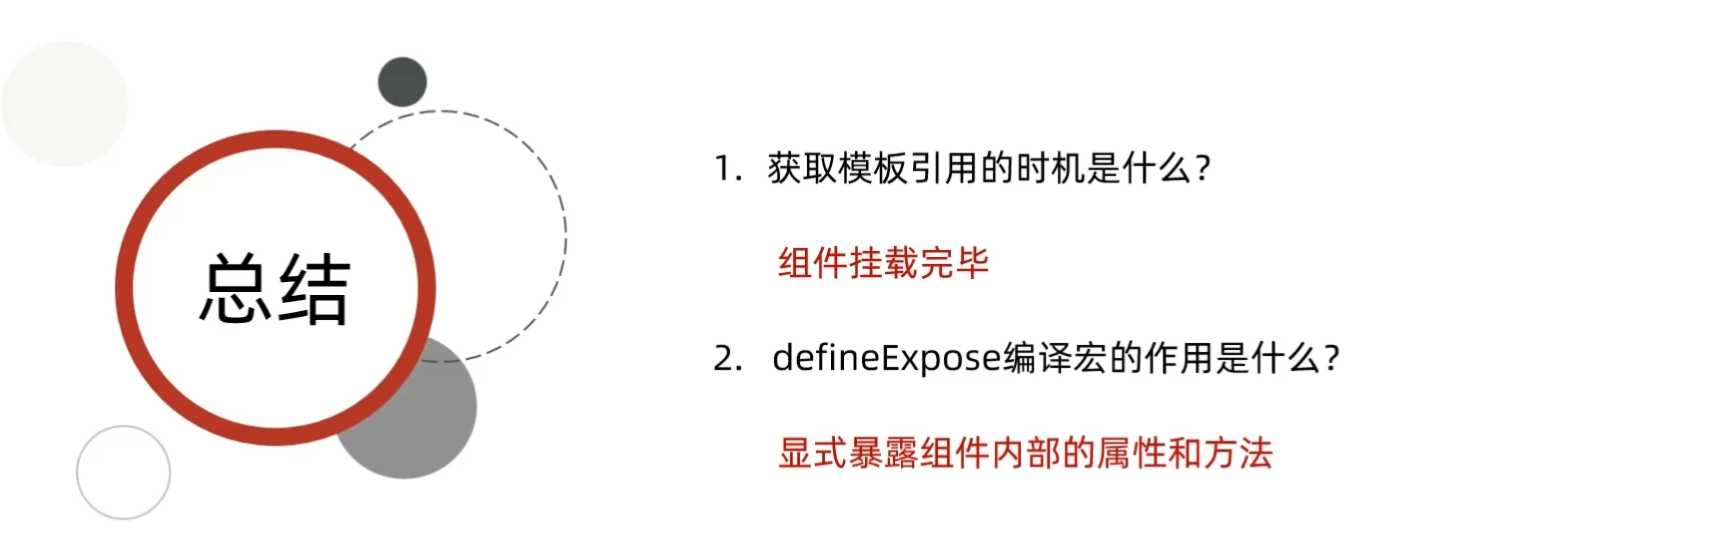 总结
1. 获取模板引用的时机是什么?
组件挂载完毕
2. defineExpose编译宏的作用是什么?
显式暴露组件内部的属性和方法